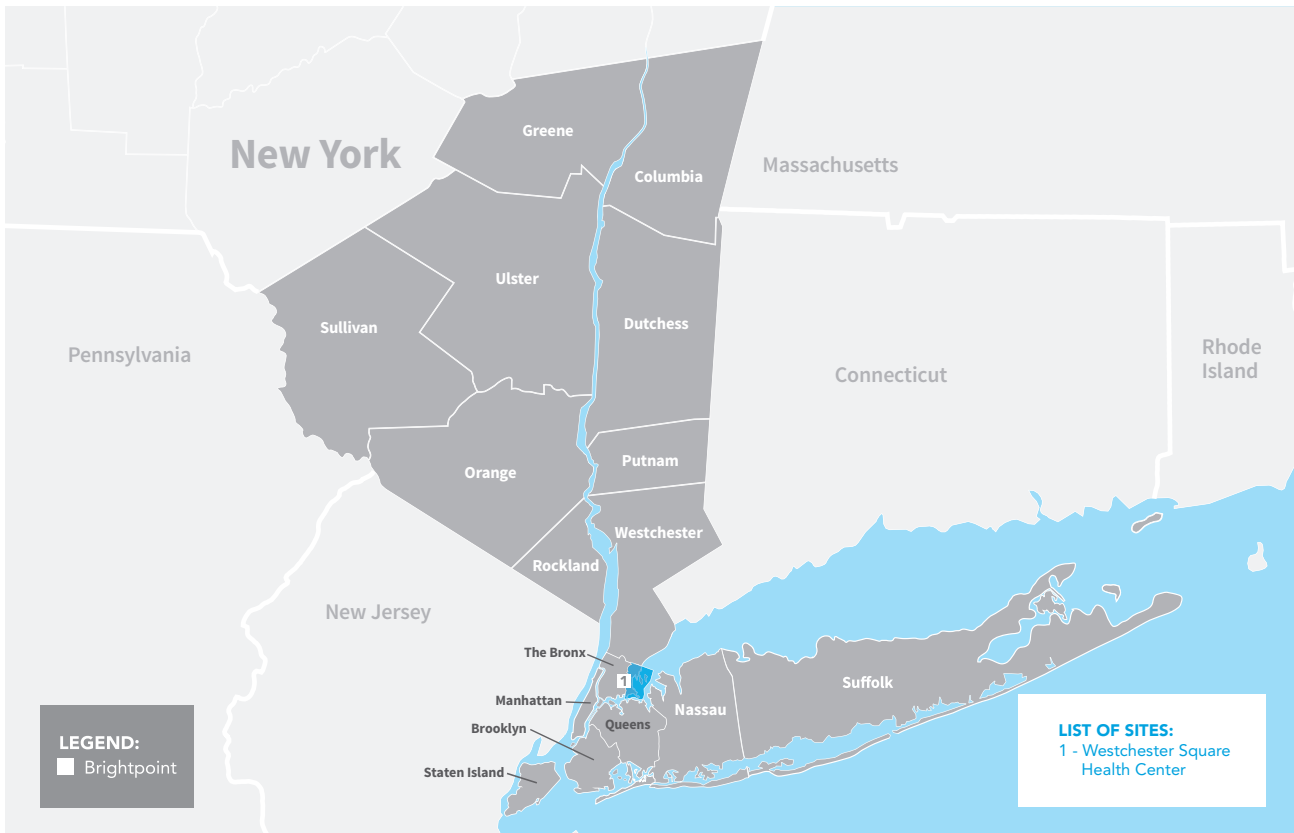 Greene
New York
Massachusetts
Columbia
Ulster
Sullivan
Dutchess
Pennsylvania
Rhode
Island
Connecticut
Putnam
Orange
Westchester
Rockland
New Jersey
The Bronx
1
Suffolk
Manhattan
Nassau
Queens
Brooklyn
Staten Island
LEGEND:
Brightpoint
LIST OF SITES:
1 - Westchester Square
Health Center